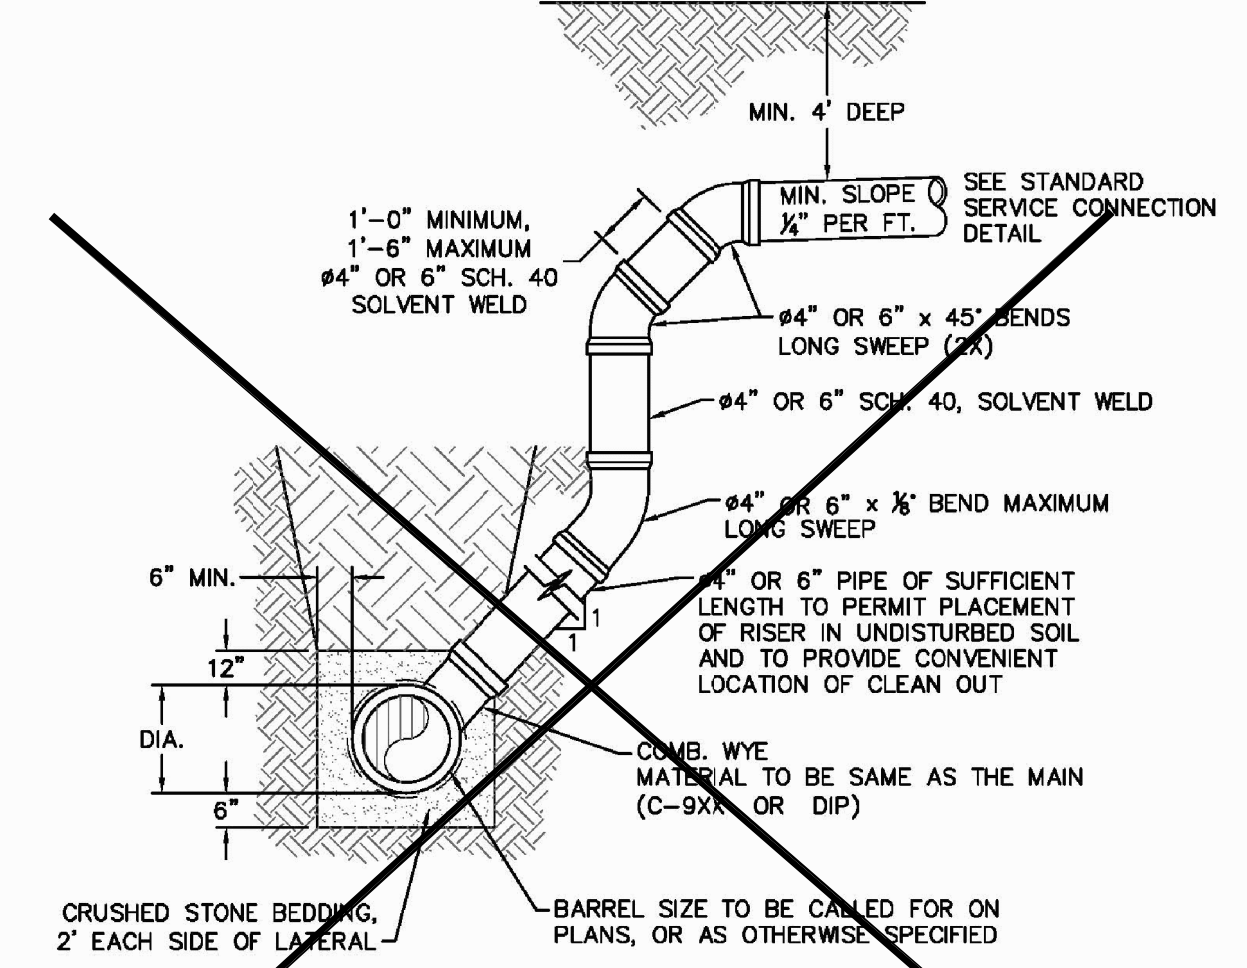 MIN. 4' DEEP
MIN. SLOPE
¼" PER FT.
SEE STANDARD
SERVICE CONNECTION
DETAIL
1'-0" MINIMUM,
1'-6" MAXIMUM
ø4" OR 6" SCH. 40
SOLVENT WELD
ø4" OR 6" x 45° BENDS
LONG SWEEP (2X)
ø4" OR 6" SCH. 40, SOLVENT WELD
ø4" OR 6" x ⅛° BEND MAXIMUM
LONG SWEEP
6" MIN.
ø4" OR 6" PIPE OF SUFFICIENT
LENGTH TO PERMIT PLACEMENT
OF RISER IN UNDISTURBED SOIL
AND TO PROVIDE CONVENIENT
LOCATION OF CLEAN OUT
1
1
12"
DIA.
6"
COMB. WYE
MATERIAL TO BE SAME AS THE MAIN
(C-9XX OR DIP)
CRUSHED STONE BEDDING,
2' EACH SIDE OF LATERAL
BARREL SIZE TO BE CALLED FOR ON
PLANS, OR AS OTHERWISE SPECIFIED